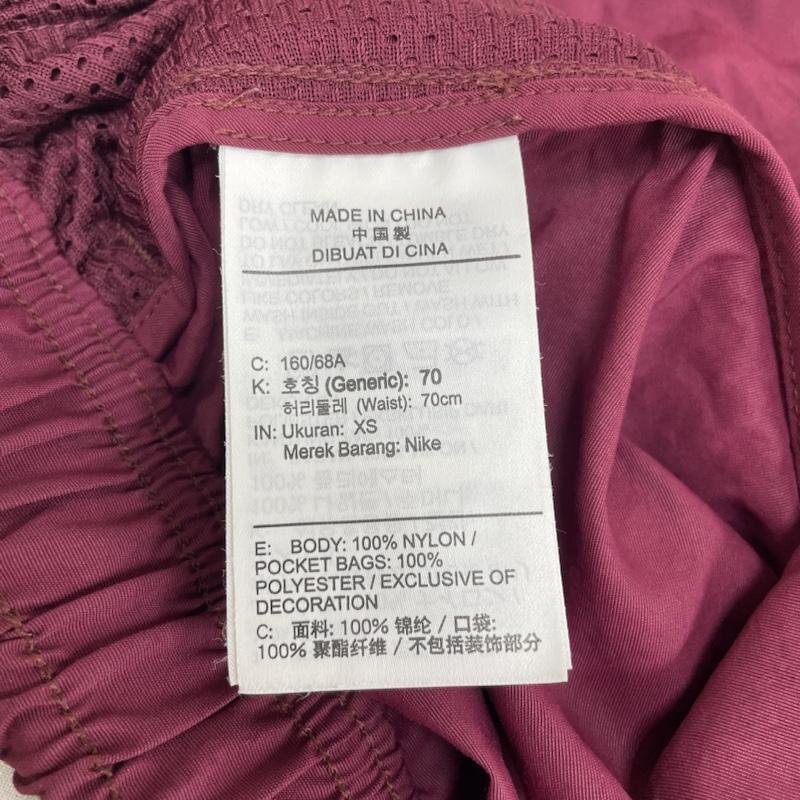 MADE IN CHINA
中国製
DIBUAT DI CINA
C: 160/68A
K: 호칭 (Generic): 70
허리둘레 (Waist): 70cm
IN: Ukuran: XS
Merek Barang: Nike
E: BODY: 100% NYLON /
POCKET BAGS: 100%
POLYESTER / EXCLUSIVE OF
DECORATION
C: 面料: 100% 锦纶 / 口袋:
100% 聚酯纤维 / 不包括装饰部分